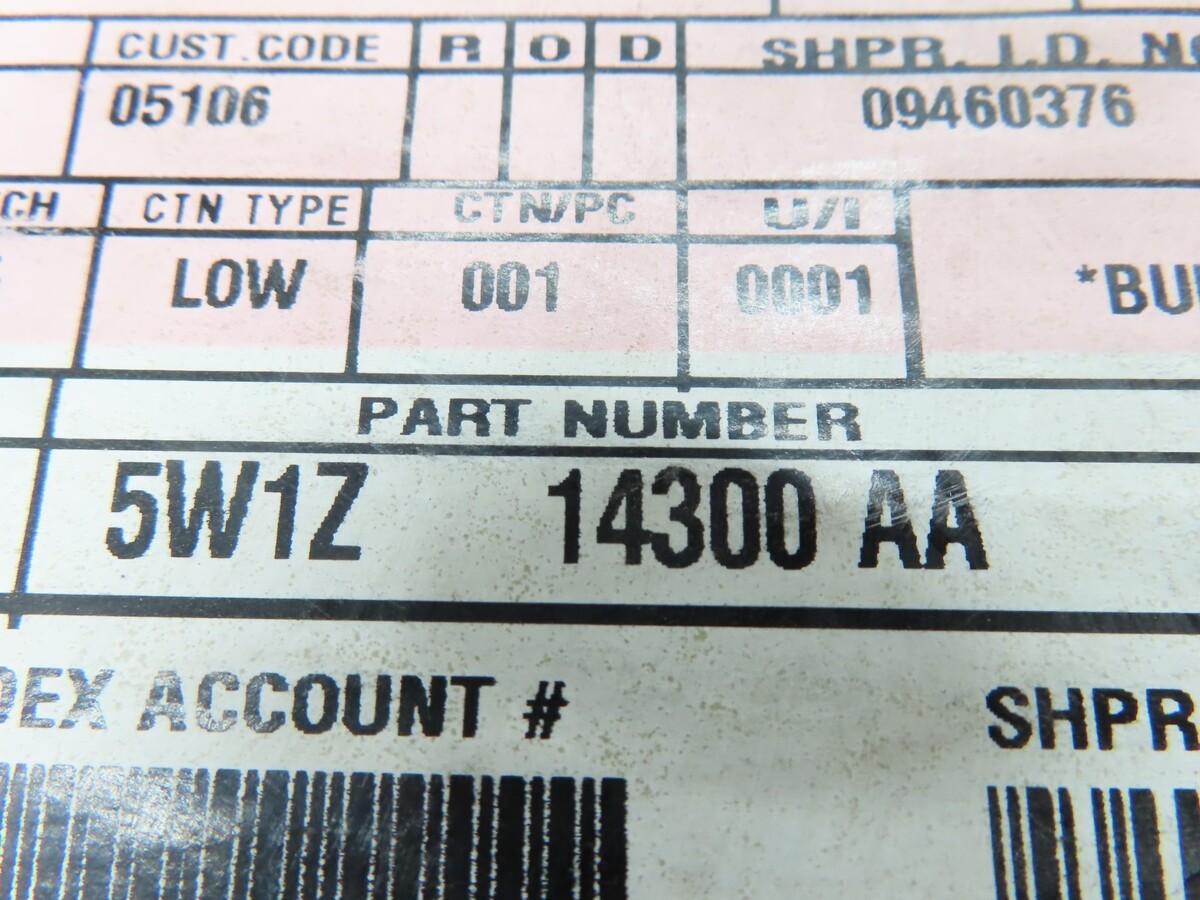 CUST.CODE R O D SHPR. I.D. NO
05106 09460376
CH CTN TYPE CTN/PC U/I
LOW 001 0001 *BU
PART NUMBER
5W1Z 14300 AA
DEX ACCOUNT # SHPR